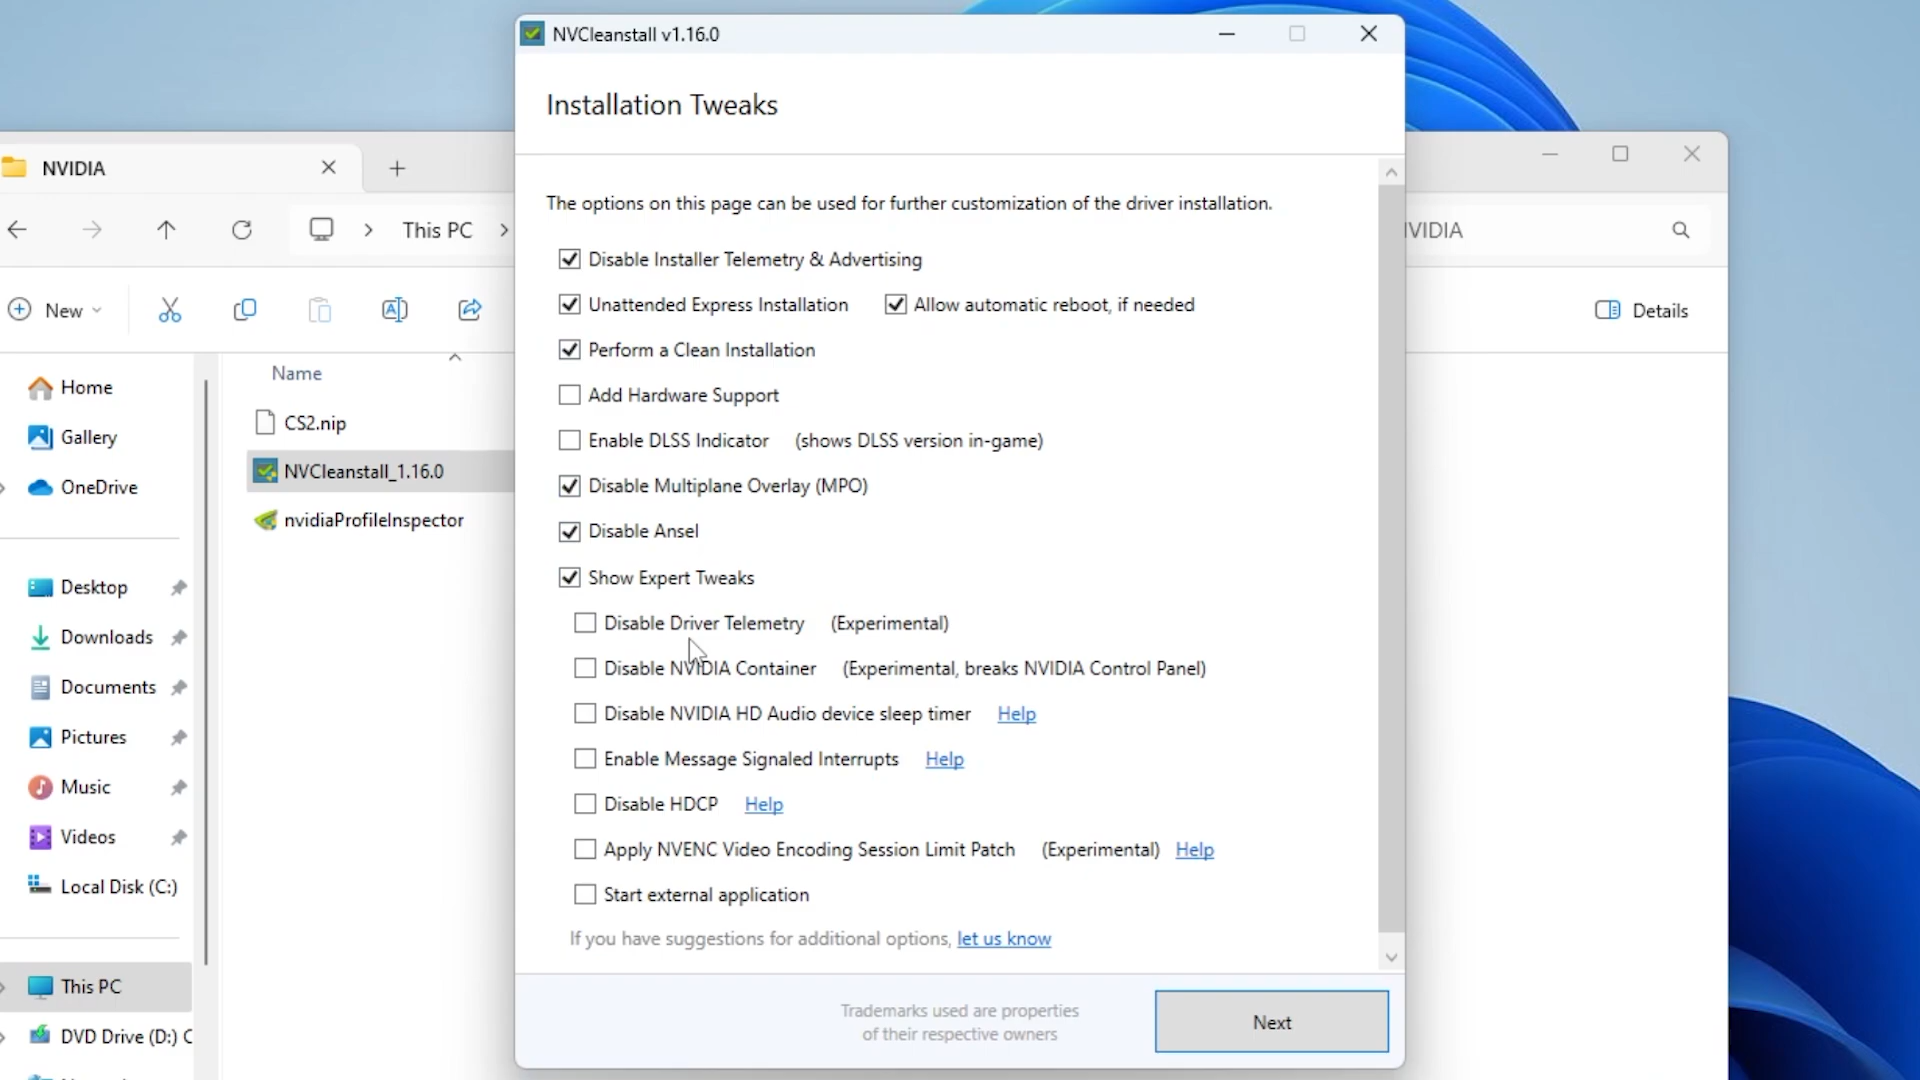 NVCleanstall v1.16.0
Installation Tweaks
NVIDIA
This PC
IVIDIA
New
Details
Home
Gallery
OneDrive
Desktop
Downloads
Documents
Pictures
Music
Videos
Local Disk (C:)
This PC
DVD Drive (D:) C
Name
CS2.nip
NVCleanstall_1.16.0
nvidiaProfileInspector
The options on this page can be used for further customization of the driver installation.
Disable Installer Telemetry & Advertising
Unattended Express Installation Allow automatic reboot, if needed
Perform a Clean Installation
Add Hardware Support
Enable DLSS Indicator (shows DLSS version in-game)
Disable Multiplane Overlay (MPO)
Disable Ansel
Show Expert Tweaks
Disable Driver Telemetry (Experimental)
Disable NVIDIA Container (Experimental, breaks NVIDIA Control Panel)
Disable NVIDIA HD Audio device sleep timer Help
Enable Message Signaled Interrupts Help
Disable HDCP Help
Apply NVENC Video Encoding Session Limit Patch (Experimental) Help
Start external application
If you have suggestions for additional options, let us know
Trademarks used are properties
of their respective owners
Next